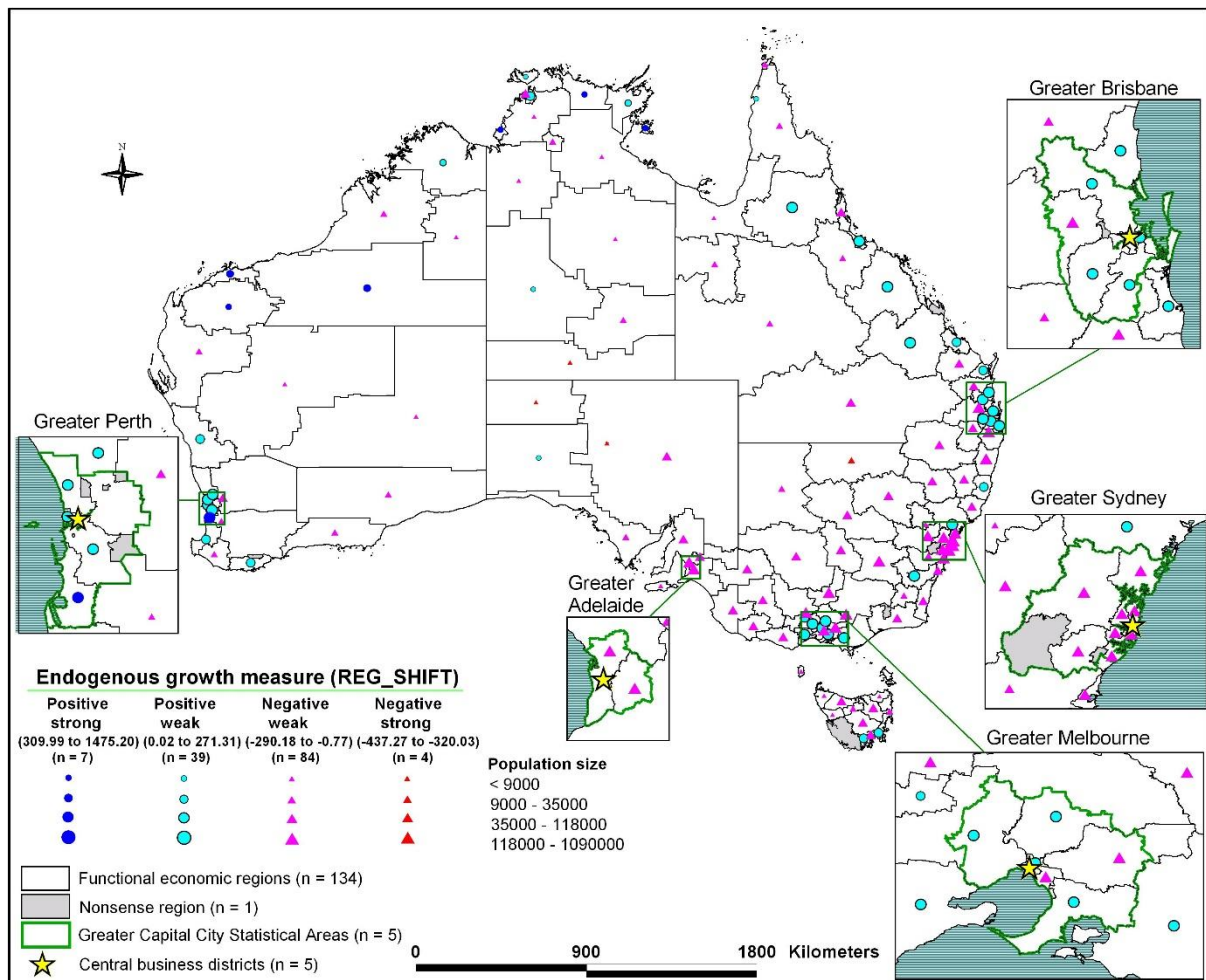 N
Greater Brisbane
Greater Perth
Greater Sydney
Greater
Adelaide
Greater Melbourne
Endogenous growth measure (REG_SHIFT)
Positive strong
(309.99 to 1475.20)
(n = 7)
Positive weak
(0.02 to 271.31)
(n = 39)
Negative weak
(-290.18 to -0.77)
(n = 84)
Negative strong
(-437.27 to -320.03)
(n = 4)
Population size
< 9000
9000 - 35000
35000 - 118000
118000 - 1090000
Functional economic regions (n = 134)
Nonsense region (n = 1)
Greater Capital City Statistical Areas (n = 5)
Central business districts (n = 5)
0 900 1800 Kilometers